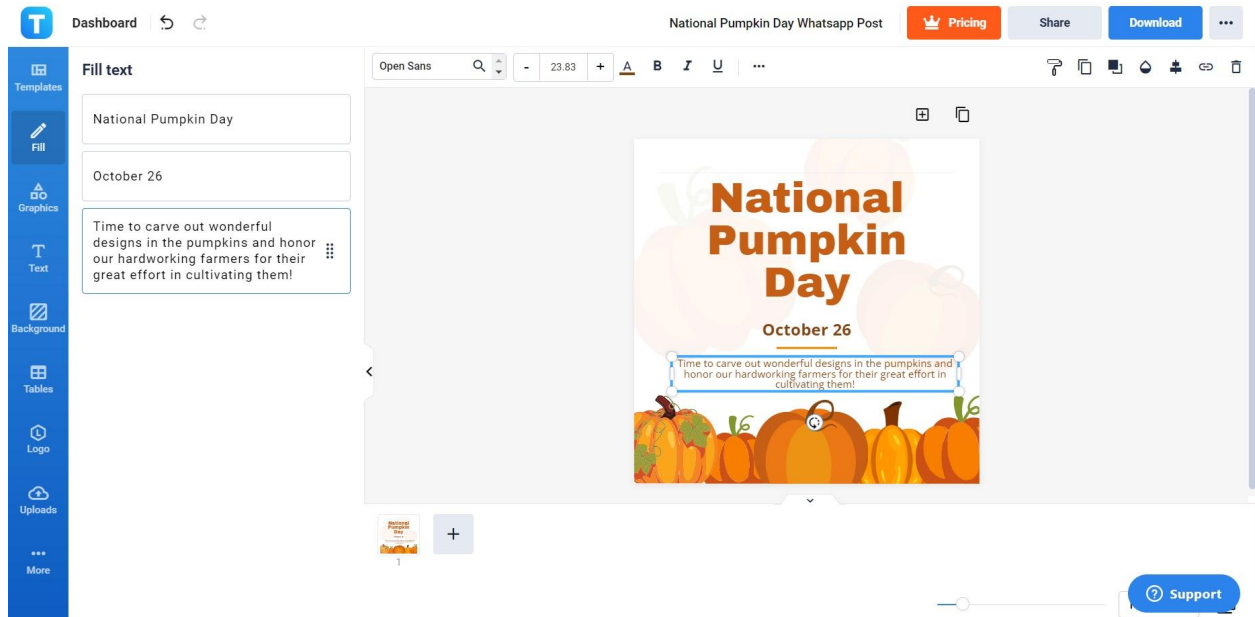 T
Dashboard
National Pumpkin Day Whatsapp Post
Pricing
Share
Download
Templates
Fill
Graphics
Text
Background
Tables
Logo
Uploads
More
Fill text
National Pumpkin Day
October 26
Time to carve out wonderful
designs in the pumpkins and honor
our hardworking farmers for their
great effort in cultivating them!
Open Sans
- 23.83 + A B I U
National
Pumpkin
Day
October 26
Time to carve out wonderful designs in the pumpkins and
honor our hardworking farmers for their great effort in
cultivating them!
National
Pumpkin
Day
1
Support